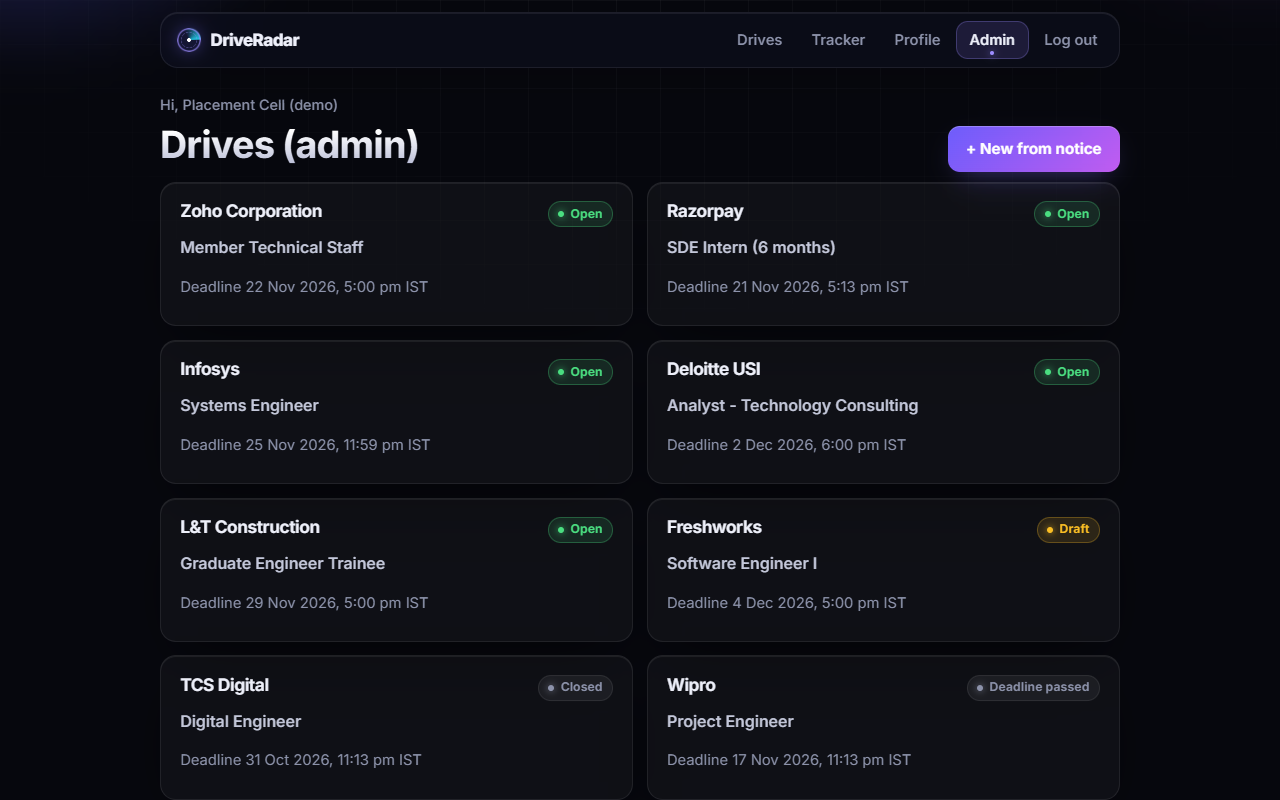 DriveRadar
Drives
Tracker
Profile
Admin
Log out
Hi, Placement Cell (demo)
Drives (admin)
+ New from notice
Zoho Corporation
Open
Member Technical Staff
Deadline 22 Nov 2026, 5:00 pm IST
Razorpay
Open
SDE Intern (6 months)
Deadline 21 Nov 2026, 5:13 pm IST
Infosys
Open
Systems Engineer
Deadline 25 Nov 2026, 11:59 pm IST
Deloitte USI
Open
Analyst - Technology Consulting
Deadline 2 Dec 2026, 6:00 pm IST
L&T Construction
Open
Graduate Engineer Trainee
Deadline 29 Nov 2026, 5:00 pm IST
Freshworks
Draft
Software Engineer I
Deadline 4 Dec 2026, 5:00 pm IST
TCS Digital
Closed
Digital Engineer
Deadline 31 Oct 2026, 11:13 pm IST
Wipro
Deadline passed
Project Engineer
Deadline 17 Nov 2026, 11:13 pm IST